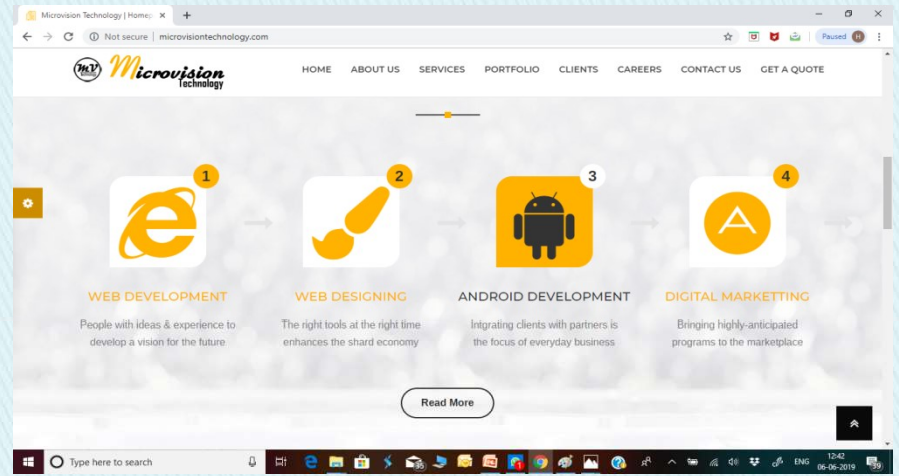 Microvision Technology | Homep
Not secure | microvisiontechnology.com
Paused H
MV Microvision
Technology
HOME ABOUT US SERVICES PORTFOLIO CLIENTS CAREERS CONTACT US GET A QUOTE
1 2 3 4
WEB DEVELOPMENT
People with ideas & experience to
develop a vision for the future
WEB DESIGNING
The right tools at the right time
enhances the shard economy
ANDROID DEVELOPMENT
Intgrating clients with partners is
the focus of everyday business
DIGITAL MARKETTING
Bringing highly-anticipated
programs to the marketplace
Read More
Type here to search
ENG
12:42
06-06-2019